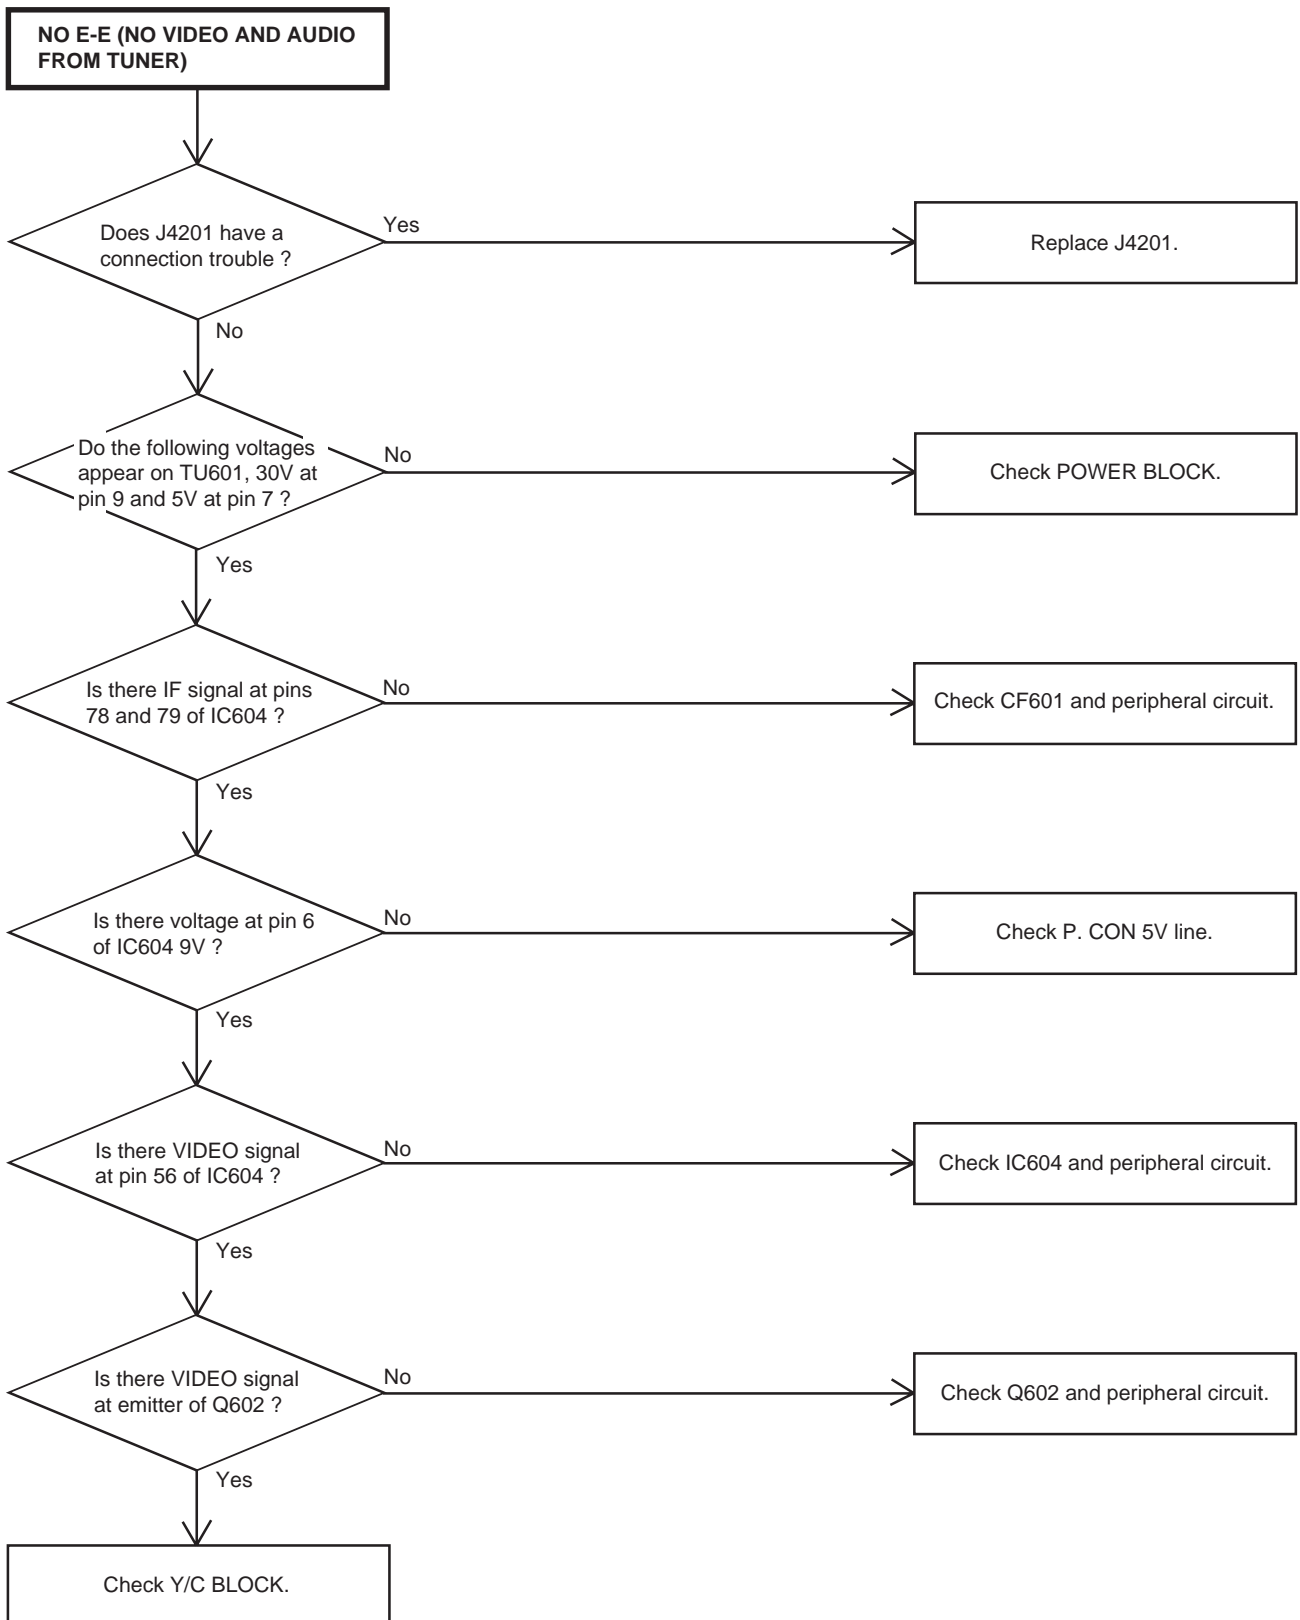 NO E-E (NO VIDEO AND AUDIO
FROM TUNER)
Does J4201 have a
connection trouble ?
Yes
Replace J4201.
No
Do the following voltages
appear on TU601, 30V at
pin 9 and 5V at pin 7 ?
No
Check POWER BLOCK.
Yes
Is there IF signal at pins
78 and 79 of IC604 ?
No
Check CF601 and peripheral circuit.
Yes
Is there voltage at pin 6
of IC604 9V ?
No
Check P. CON 5V line.
Yes
Is there VIDEO signal
at pin 56 of IC604 ?
No
Check IC604 and peripheral circuit.
Yes
Is there VIDEO signal
at emitter of Q602 ?
No
Check Q602 and peripheral circuit.
Yes
Check Y/C BLOCK.